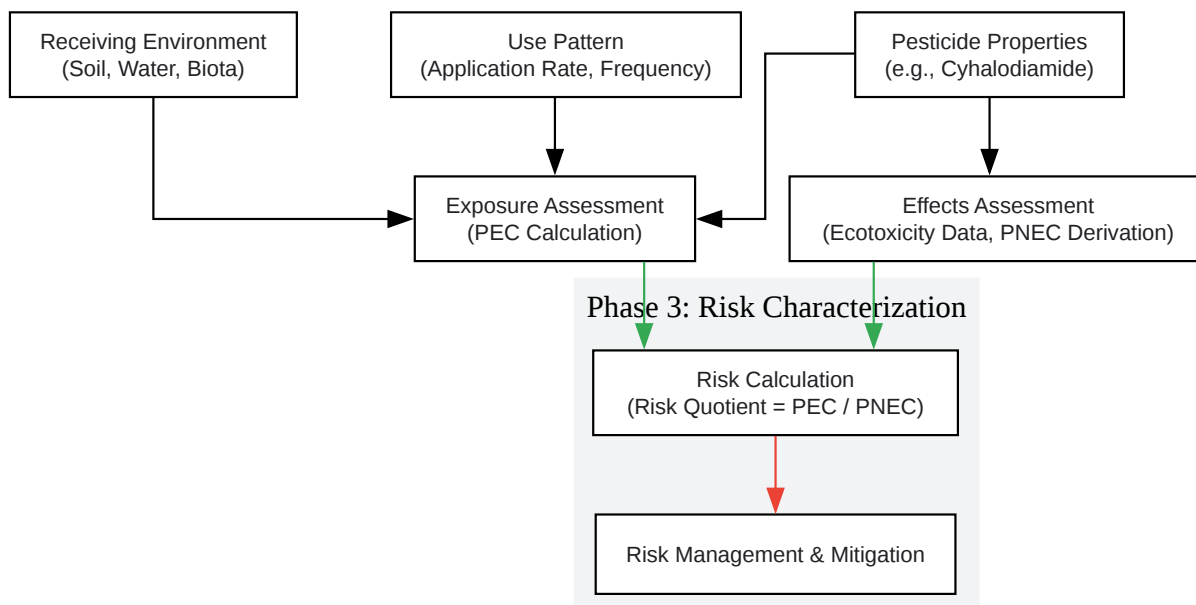 Receiving Environment
(Soil, Water, Biota)
Use Pattern
(Application Rate, Frequency)
Pesticide Properties
(e.g., Cyhalodiamide)
Exposure Assessment
(PEC Calculation)
Effects Assessment
(Ecotoxicity Data, PNEC Derivation)
Phase 3: Risk Characterization
Risk Calculation
(Risk Quotient = PEC / PNEC)
Risk Management & Mitigation